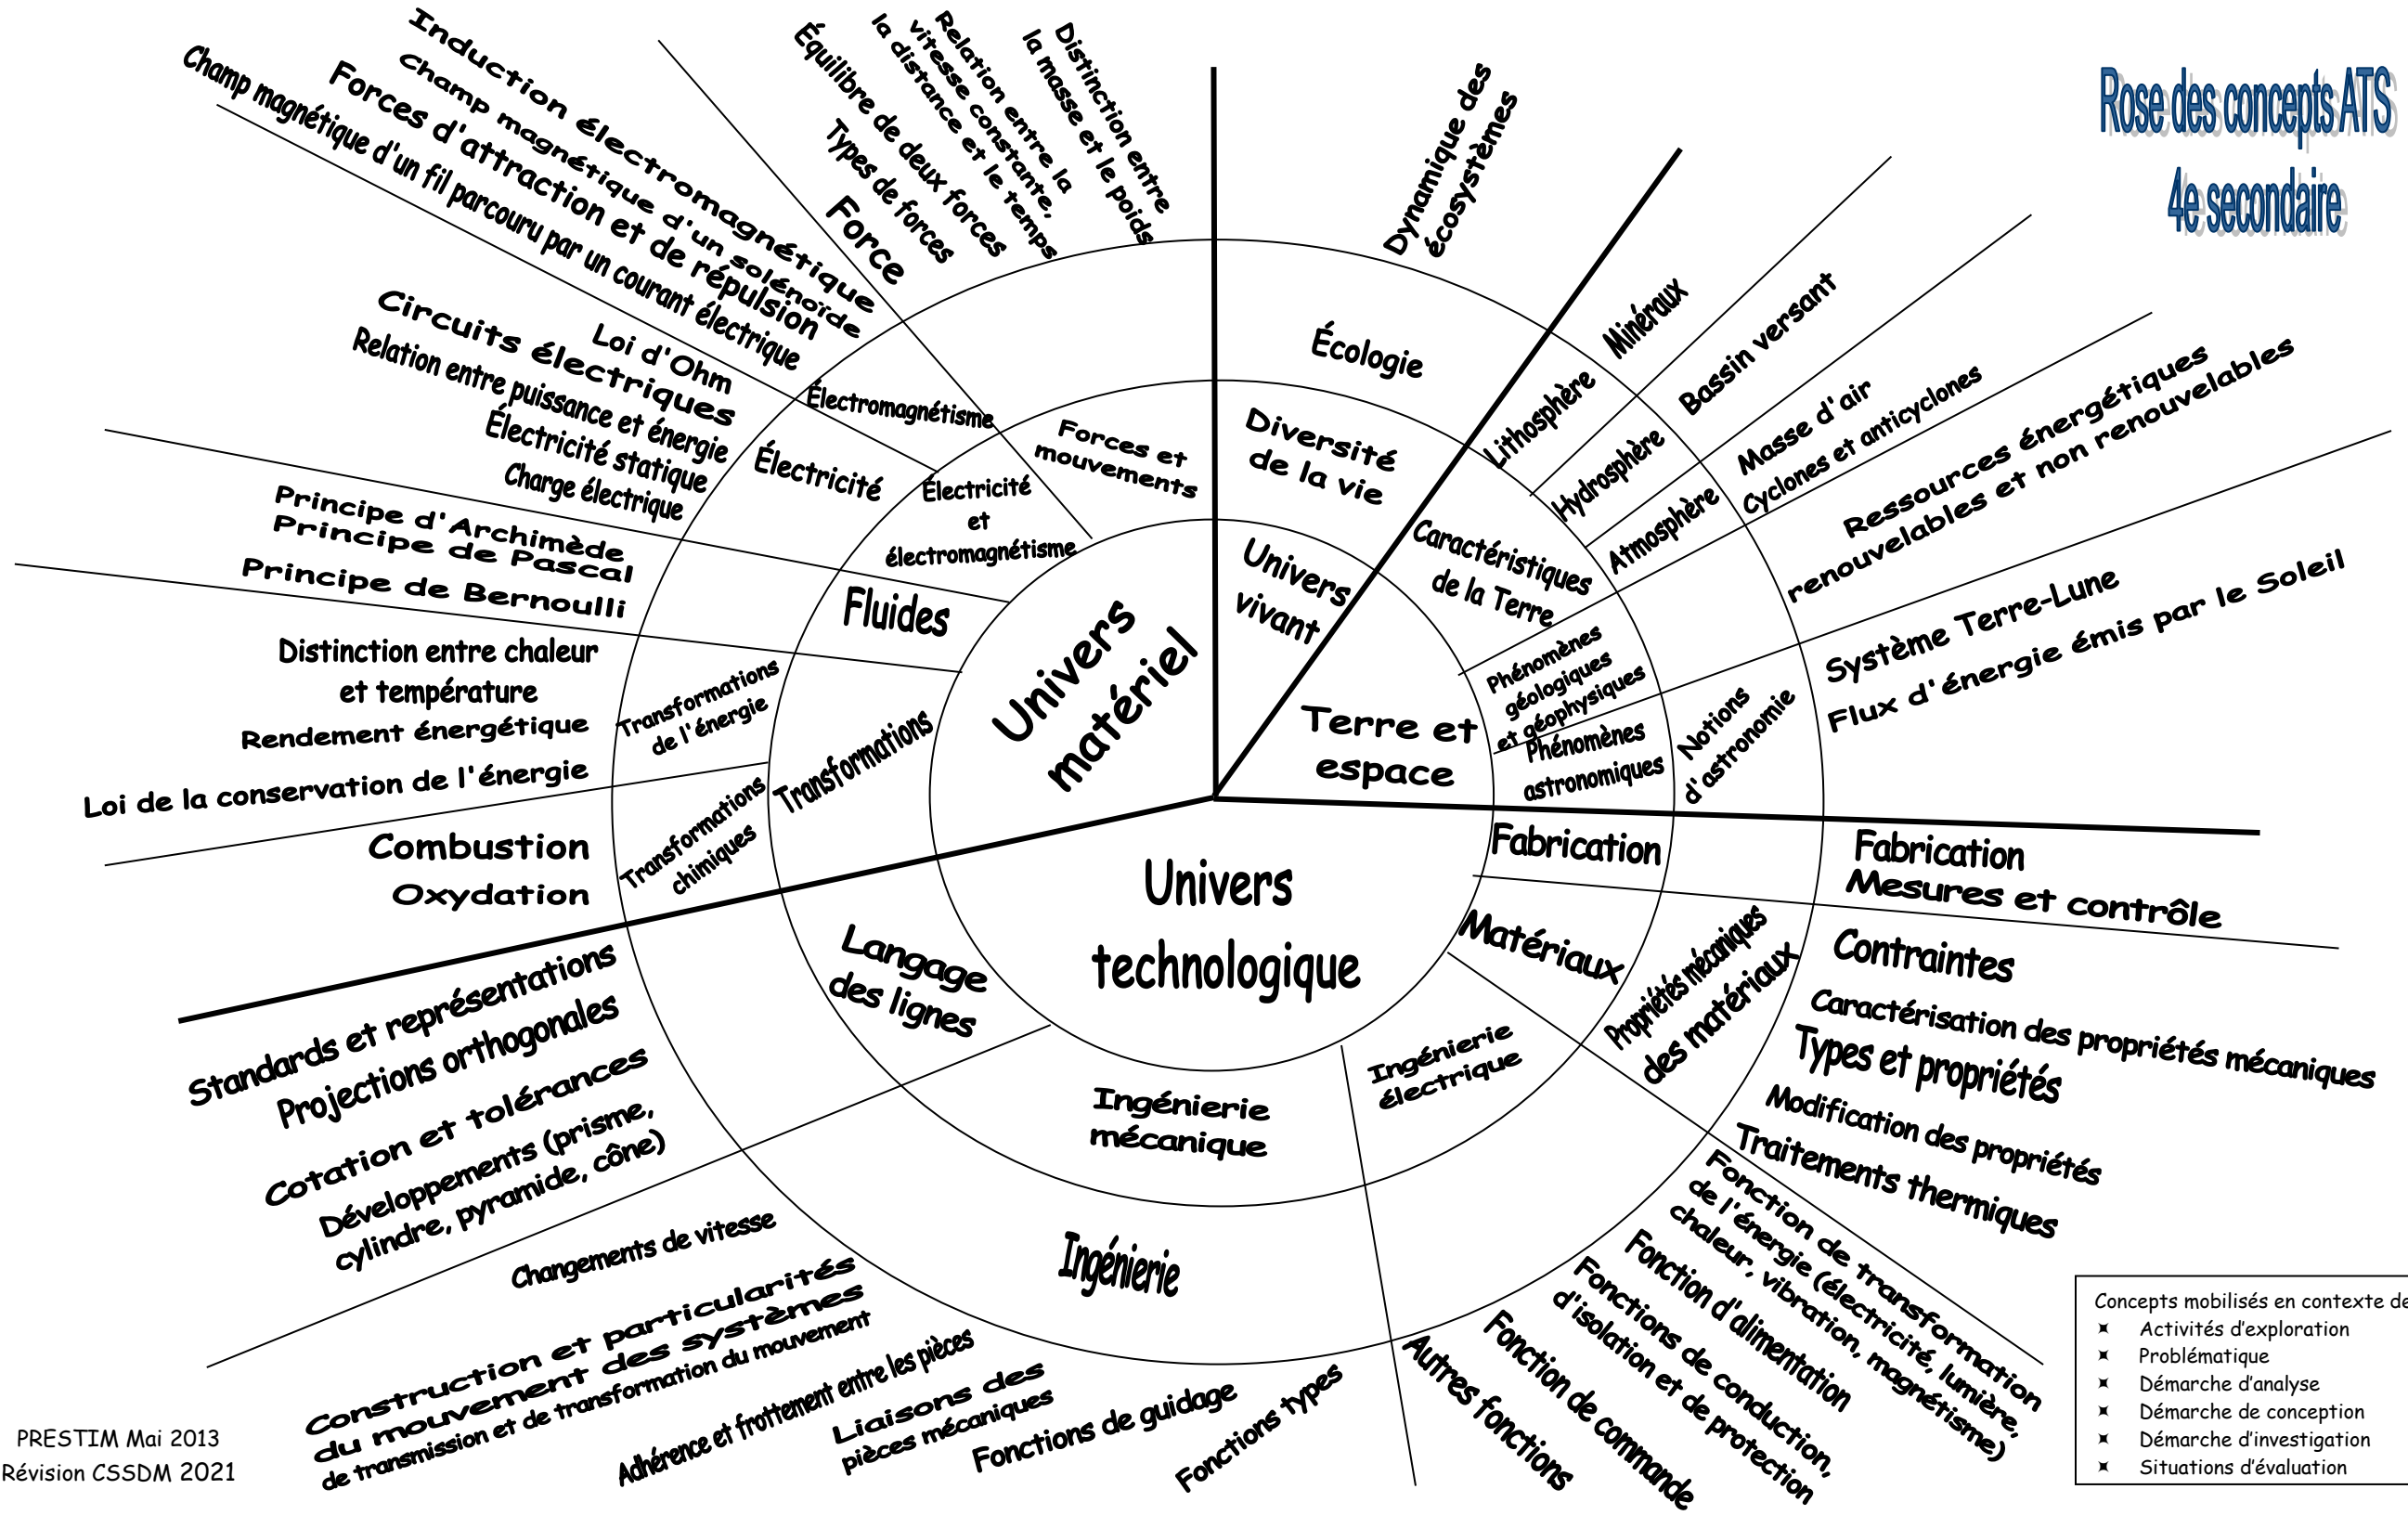 Rose des concepts ATS
4e secondaire
Univers
vivant
Diversité
de la vie
Écologie
Dynamique des
écosystèmes
Terre et
espace
Caractéristiques
de la Terre
Lithosphère
Minéraux
Hydrosphère
Bassin versant
Atmosphère
Masse d'air
Cyclones et anticyclones
Phénomènes
géologiques
et géophysiques
Ressources énergétiques
renouvelables et non renouvelables
Phénomènes
astronomiques
Notions
d'astronomie
Système Terre-Lune
Flux d'énergie émis par le Soleil
Univers
technologique
Fabrication
Fabrication
Mesures et contrôle
Matériaux
Propriétés mécaniques
des matériaux
Contraintes
Caractérisation des propriétés mécaniques
Types et propriétés
Modification des propriétés
Traitements thermiques
Ingénierie
électrique
Fonction de transformation
de l'énergie (électricité, lumière,
chaleur, vibration, magnétisme)
Fonction d'alimentation
Fonctions de conduction,
d'isolation et de protection
Fonction de commande
Autres fonctions
Ingénierie
mécanique
Ingénierie
Fonctions types
Fonctions de guidage
Liaisons des
pièces mécaniques
Adhérence et frottement entre les pièces
Construction et particularités
du mouvement des systèmes
de transmission et de transformation du mouvement
Changements de vitesse
Langage
des lignes
Standards et représentations
Projections orthogonales
Cotation et tolérances
Développements (prisme,
cylindre, pyramide, cône)
Univers
matériel
Transformations
Transformations
chimiques
Combustion
Oxydation
Transformations
de l'énergie
Distinction entre chaleur
et température
Rendement énergétique
Loi de la conservation de l'énergie
Fluides
Principe d'Archimède
Principe de Pascal
Principe de Bernoulli
Électricité
et
électromagnétisme
Électricité
Loi d'Ohm
Circuits électriques
Relation entre puissance et énergie
Électricité statique
Charge électrique
Électromagnétisme
Induction électromagnétique
Champ magnétique d'un solénoïde
Forces d'attraction et de répulsion
Champ magnétique d'un fil parcouru par un courant électrique
Forces et
mouvements
Force
Types de forces
Équilibre de deux forces
Relation entre la
vitesse constante,
la distance et le temps
Distinction entre
la masse et le poids
Concepts mobilisés en contexte de
Activités d'exploration
Problématique
Démarche d'analyse
Démarche de conception
Démarche d'investigation
Situations d'évaluation
PRESTIM Mai 2013
Révision CSSDM 2021